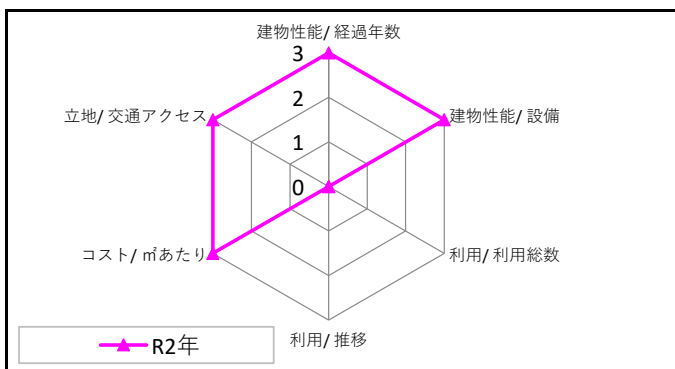 建物性能/ 経過年数
3
立地/ 交通アクセス
2
建物性能/ 設備
1
0
コスト/ ㎡あたり
利用/ 利用総数
利用/ 推移
R2年